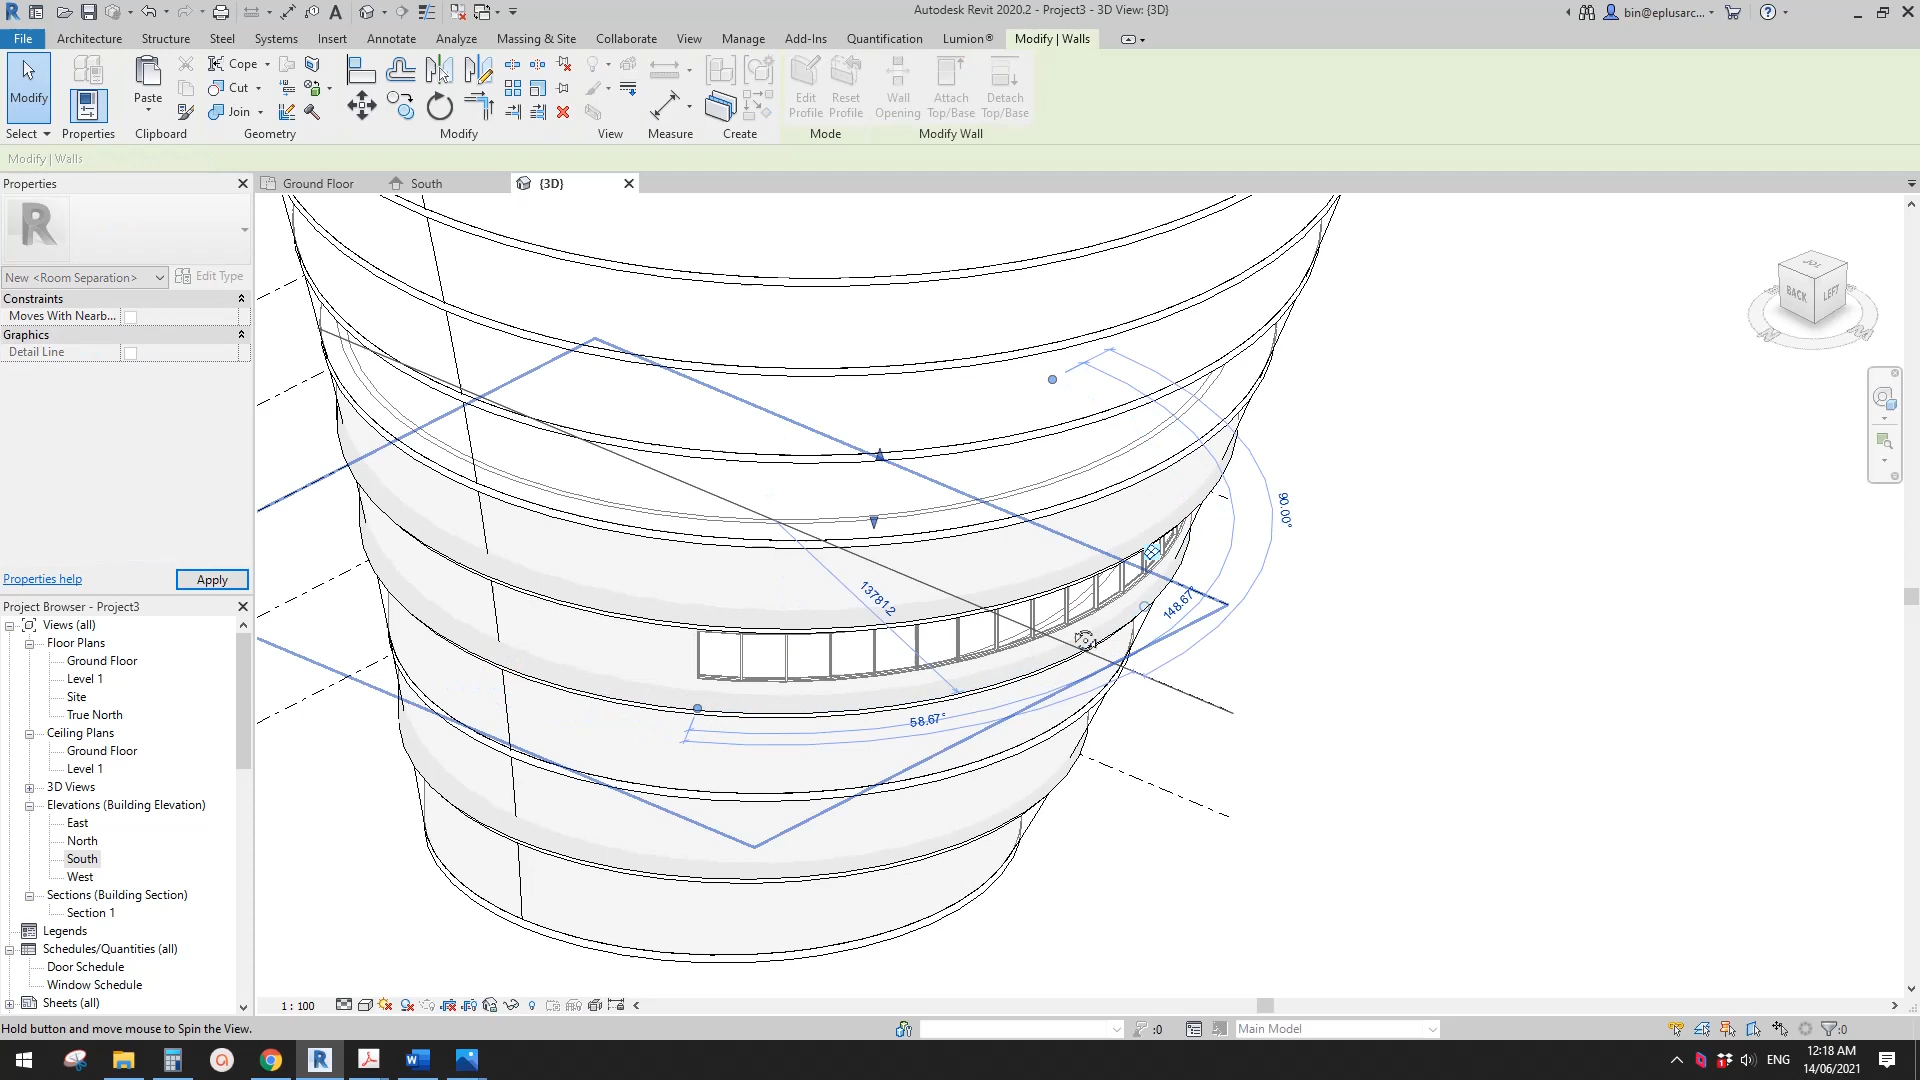 Autodesk Revit 2020.2 - Project3 - 3D View: {3D}
bin@eplusarc...
File Architecture Structure Steel Systems Insert Annotate Analyze Massing & Site Collaborate View Manage Add-Ins Quantification Lumion® Modify | Walls
Modify
Paste
Cope
Cut
Join
Edit Profile
Reset Profile
Wall Opening
Attach Top/Base
Detach Top/Base
Select Properties Clipboard Geometry Modify View Measure Create Mode Modify Wall
Modify | Walls
Properties
Ground Floor South {3D}
R
New <Room Separation> Edit Type
Constraints
Moves With Nearb...
Graphics
Detail Line
Properties help Apply
Project Browser - Project3
Views (all)
Floor Plans
Ground Floor
Level 1
Site
True North
Ceiling Plans
Ground Floor
Level 1
3D Views
Elevations (Building Elevation)
East
North
South
West
Sections (Building Section)
Section 1
Legends
Schedules/Quantities (all)
Door Schedule
Window Schedule
Sheets (all)
TOP
BACK
LEFT
90.00°
13781.2
148.67°
58.67°
1 : 100
Hold button and move mouse to Spin the View.
:0
Main Model
:0
ENG
12:18 AM
14/06/2021